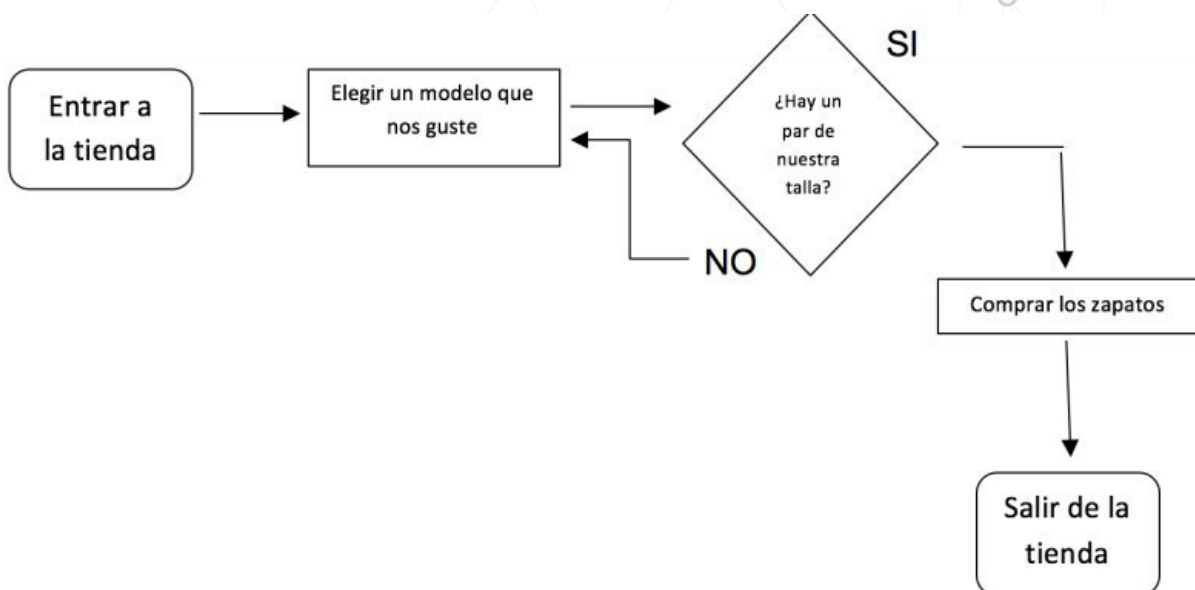 Entrar a
la tienda
Elegir un modelo que
nos guste
¿Hay un
par de
nuestra
talla?
SI
NO
Comprar los zapatos
Salir de la
tienda